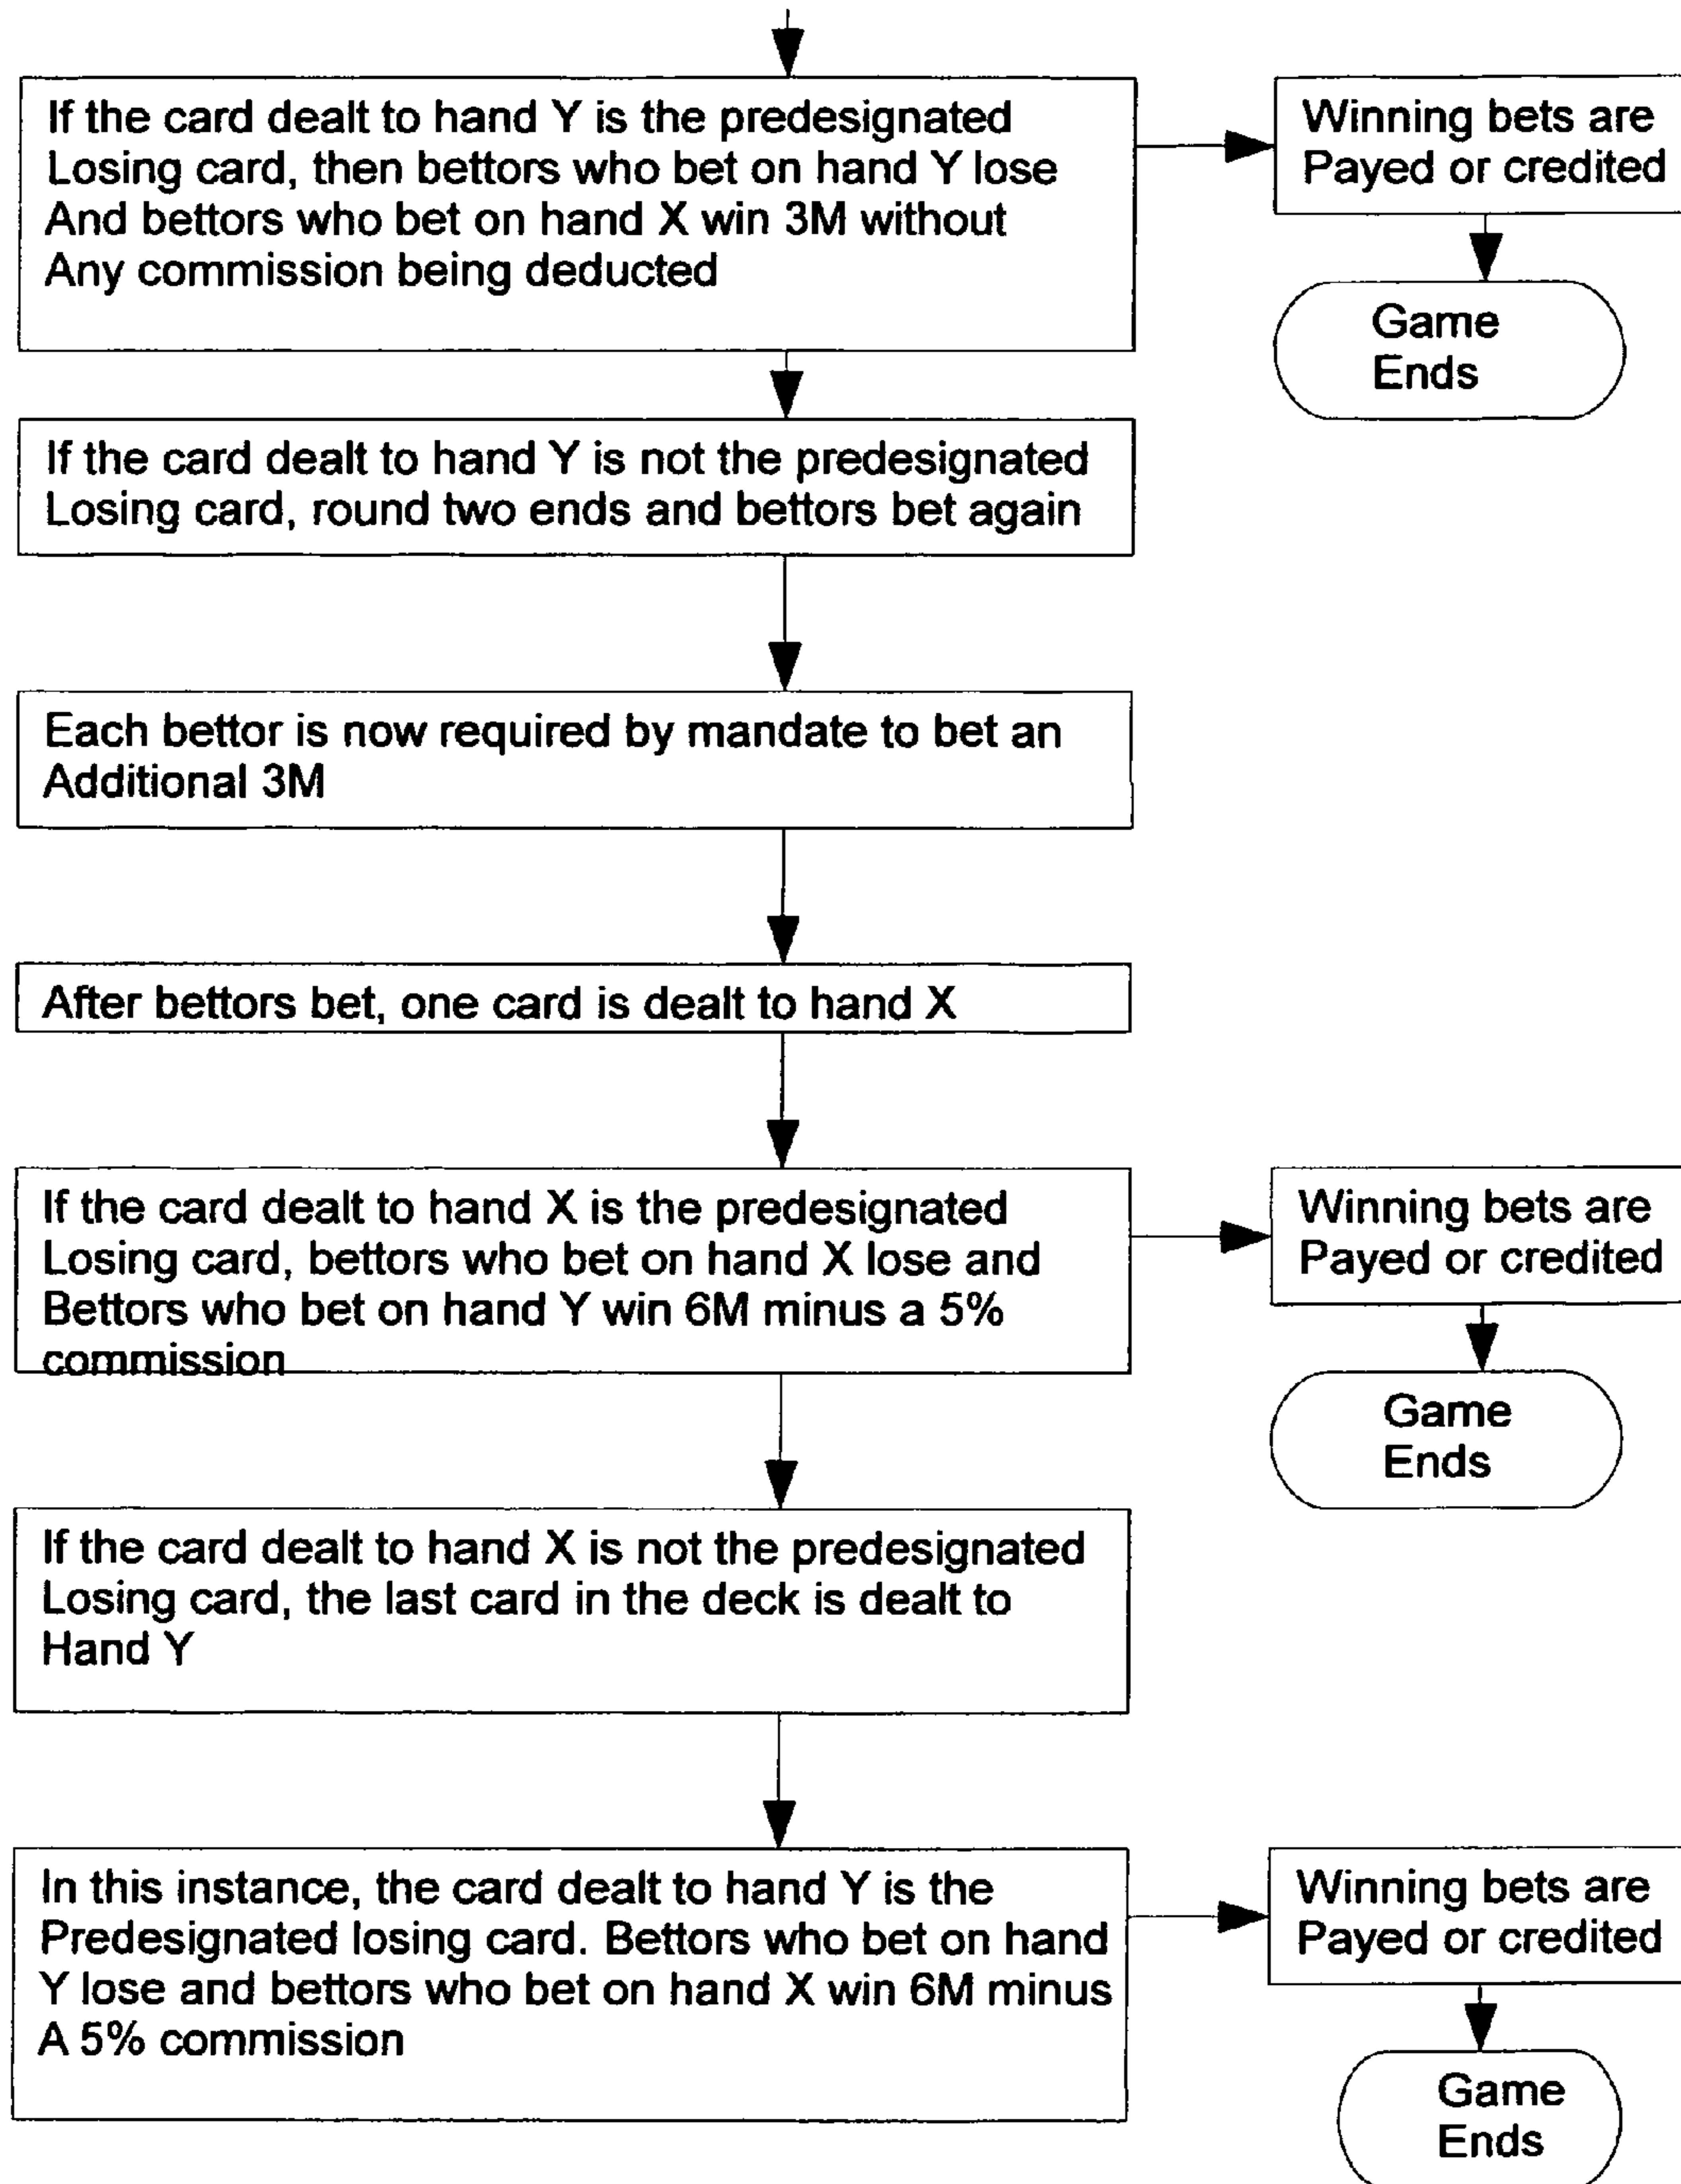 If the card dealt to hand Y is the predesignated
Losing card, then bettors who bet on hand Y lose
And bettors who bet on hand X win 3M without
Any commission being deducted
Winning bets are
Payed or credited
Game
Ends
If the card dealt to hand Y is not the predesignated
Losing card, round two ends and bettors bet again
Each bettor is now required by mandate to bet an
Additional 3M
After bettors bet, one card is dealt to hand X
If the card dealt to hand X is the predesignated
Losing card, bettors who bet on hand X lose and
Bettors who bet on hand Y win 6M minus a 5%
commission
Winning bets are
Payed or credited
Game
Ends
If the card dealt to hand X is not the predesignated
Losing card, the last card in the deck is dealt to
Hand Y
In this instance, the card dealt to hand Y is the
Predesignated losing card. Bettors who bet on hand
Y lose and bettors who bet on hand X win 6M minus
A 5% commission
Winning bets are
Payed or credited
Game
Ends